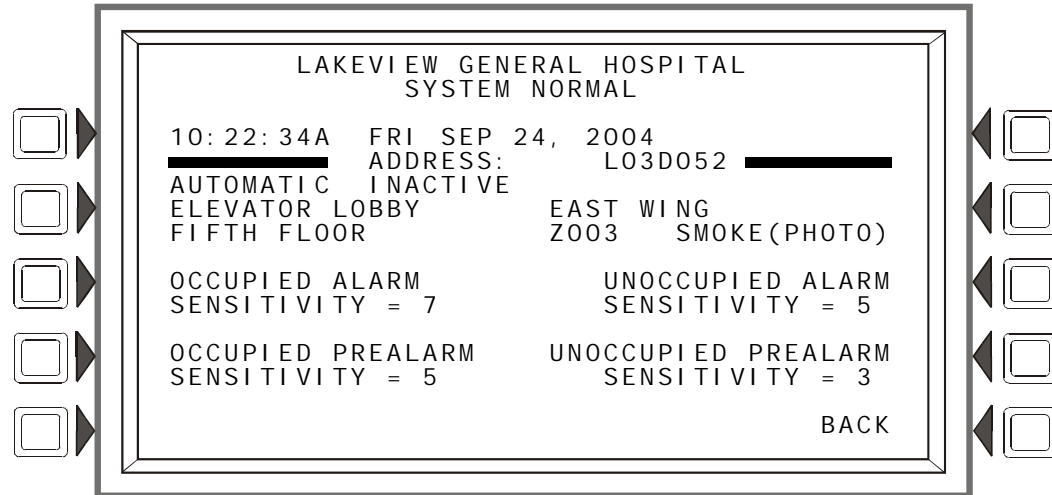 LAKEVIEW GENERAL HOSPITAL
SYSTEM NORMAL
10:22:34A FRI SEP 24, 2004
ADDRESS: L03D052
AUTOMATIC INACTIVE
ELEVATOR LOBBY EAST WING
FIFTH FLOOR Z003 SMOKE(PHOTO)
OCCUPIED ALARM UNOCCUPIED ALARM
SENSITIVITY = 7 SENSITIVITY = 5
OCCUPIED PREALARM UNOCCUPIED PREALARM
SENSITIVITY = 5 SENSITIVITY = 3
BACK